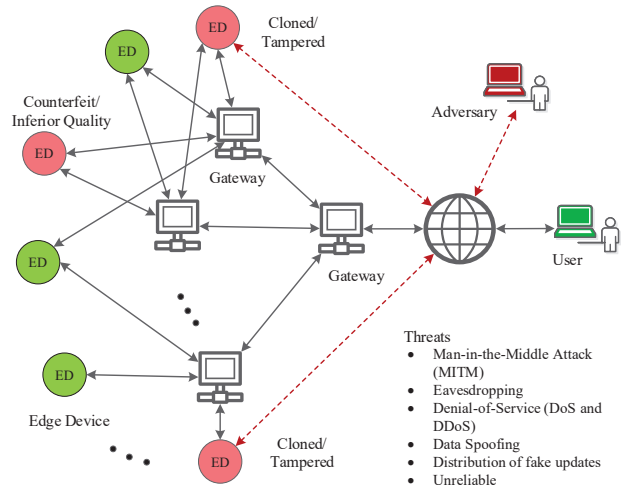 Cloned/
Tampered
ED
ED
Adversary
Counterfeit/
Inferior Quality
ED
Gateway
ED
Gateway
User
ED
Edge Device
ED
Cloned/
Tampered
Threats
• Man-in-the-Middle Attack
(MITM)
• Eavesdropping
• Denial-of-Service (DoS and
DDoS)
• Data Spoofing
• Distribution of fake updates
• Unreliable